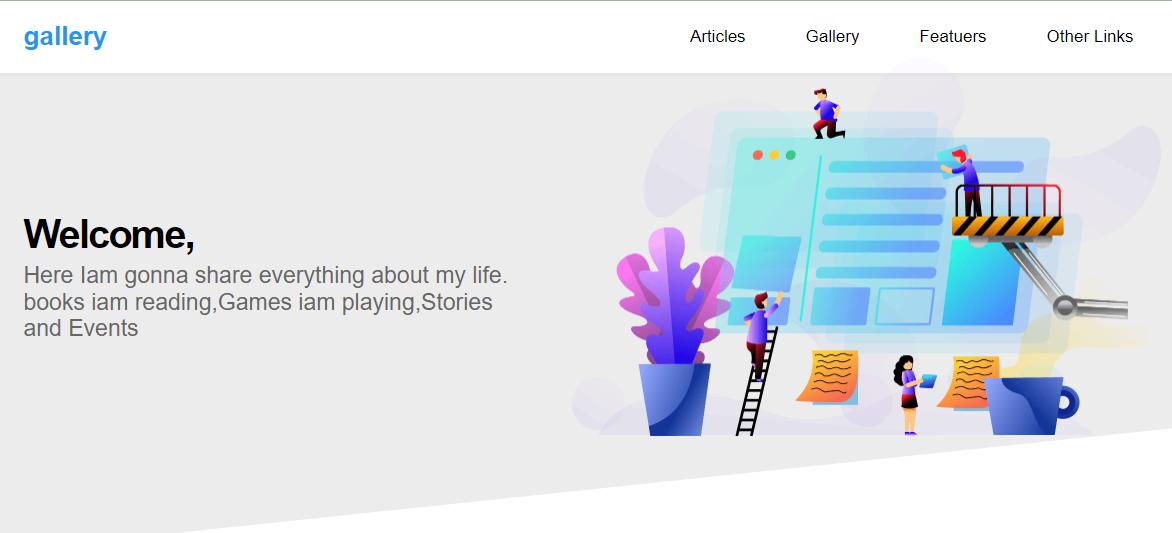 gallery
Articles Gallery Featuers Other Links
Welcome,
Here Iam gonna share everything about my life.
books iam reading,Games iam playing,Stories
and Events